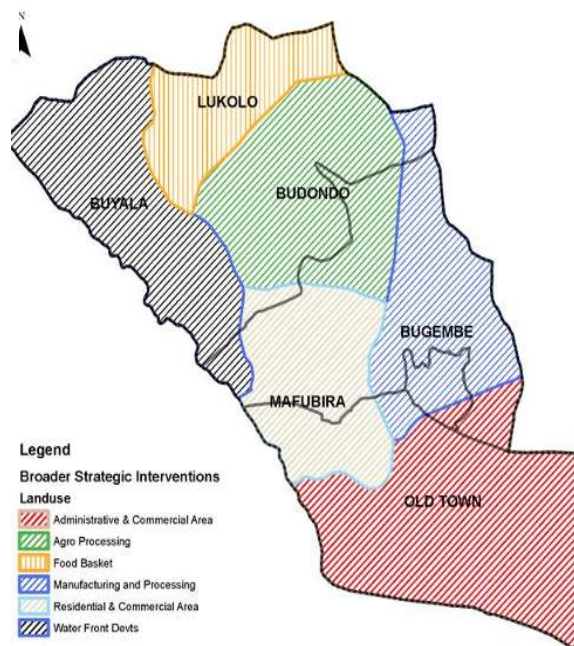 N
LUKOLO
BUDONDO
BUYALA
BUGEMBE
MAFUBIRA
OLD TOWN
Legend
Broader Strategic Interventions
Landuse
Administrative & Commercial Area
Agro Processing
Food Basket
Manufacturing and Processing
Residential & Commercial Area
Water Front Devts